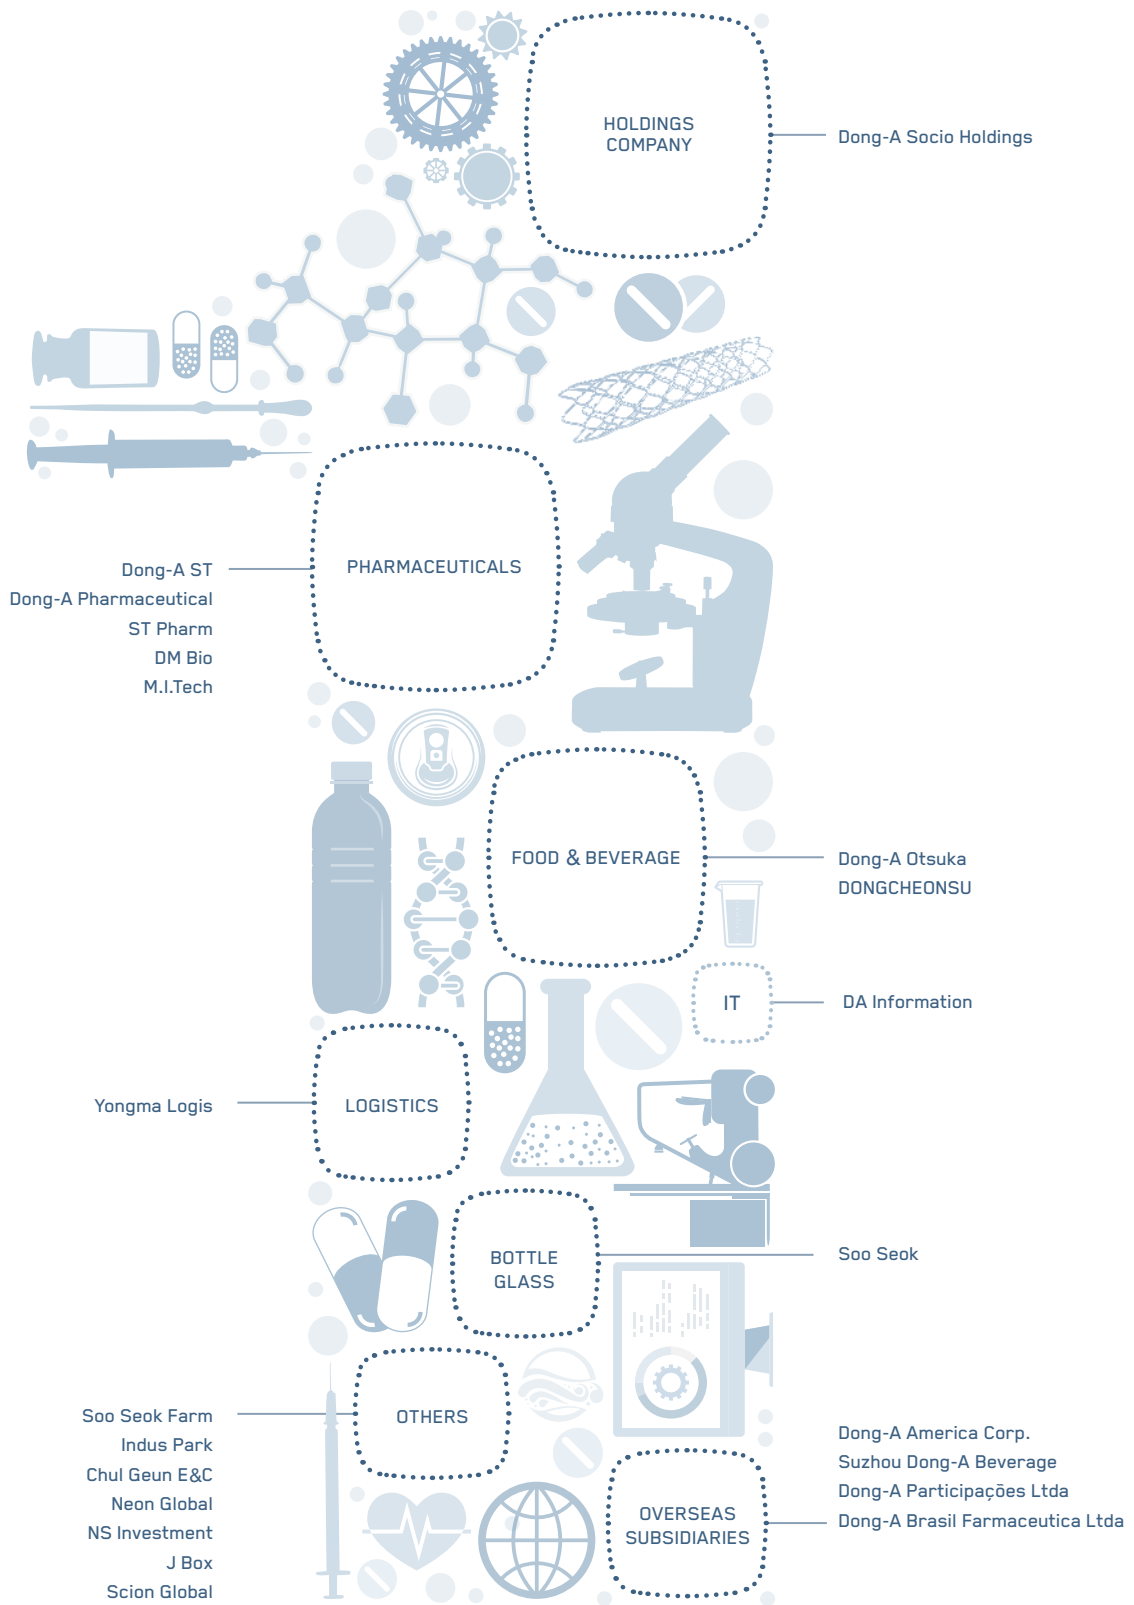 HOLDINGS
COMPANY
Dong-A Socio Holdings
PHARMACEUTICALS
Dong-A ST
Dong-A Pharmaceutical
ST Pharm
DM Bio
M.I.Tech
FOOD & BEVERAGE
Dong-A Otsuka
DONGCHEONSU
IT
DA Information
LOGISTICS
Yongma Logis
BOTTLE
GLASS
Soo Seok
OTHERS
Soo Seok Farm
Indus Park
Chul Geun E&C
Neon Global
NS Investment
J Box
Scion Global
OVERSEAS
SUBSIDIARIES
Dong-A America Corp.
Suzhou Dong-A Beverage
Dong-A Participações Ltda
Dong-A Brasil Farmaceutica Ltda